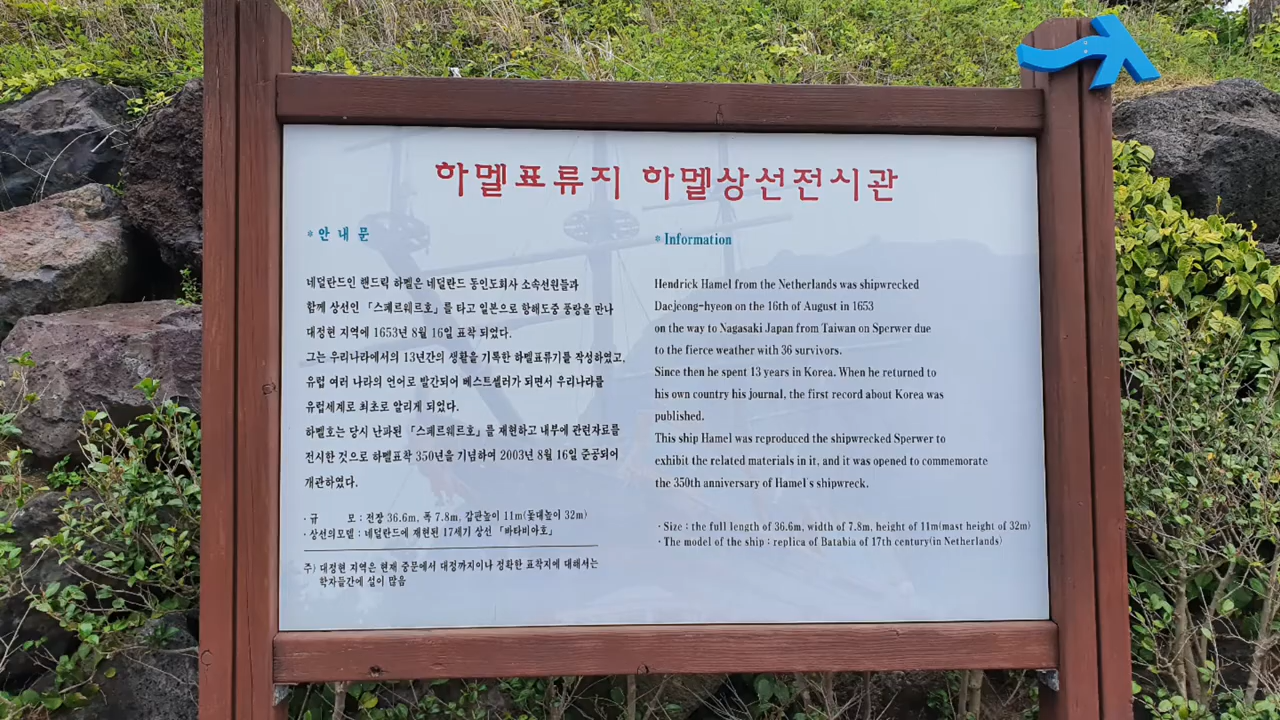 하멜표류지 하멜상선전시관
* 안 내 문
네덜란드인 핸드릭 하멜은 네덜란드 동인도회사 소속선원들과
함께 상선인 「스페르웨르호」를 타고 일본으로 항해도중 풍랑을 만나
대정현 지역에 1653년 8월 16일 표착 되었다.
그는 우리나라에서의 13년간의 생활을 기록한 하멜표류기를 작성하였고,
유럽 여러 나라의 언어로 발간되어 베스트셀러가 되면서 우리나라를
유럽세계로 최초로 알리게 되었다.
하멜호는 당시 난파된 「스페르웨르호」를 재현하고 내부에 관련자료를
전시한 것으로 하멜표착 350년을 기념하여 2003년 8월 16일 준공되어
개관하였다.
· 규 모 : 전장 36.6m, 폭 7.8m, 갑판높이 11m(돛대높이 32m)
· 상선의모델 : 네덜란드에 재현된 17세기 상선 「바타비아호」
주) 대정현 지역은 현재 중문에서 대정까지이나 정확한 표착지에 대해서는
학자들간에 설이 많음
* Information
Hendrick Hamel from the Netherlands was shipwrecked
Daejeong-hyeon on the 16th of August in 1653
on the way to Nagasaki Japan from Taiwan on Sperwer due
to the fierce weather with 36 survivors.
Since then he spent 13 years in Korea. When he returned to
his own country his journal, the first record about Korea was
published.
This ship Hamel was reproduced the shipwrecked Sperwer to
exhibit the related materials in it, and it was opened to commemorate
the 350th anniversary of Hamel's shipwreck.
· Size : the full length of 36.6m, width of 7.8m, height of 11m(mast height of 32m)
· The model of the ship : replica of Batabia of 17th century(in Netherlands)